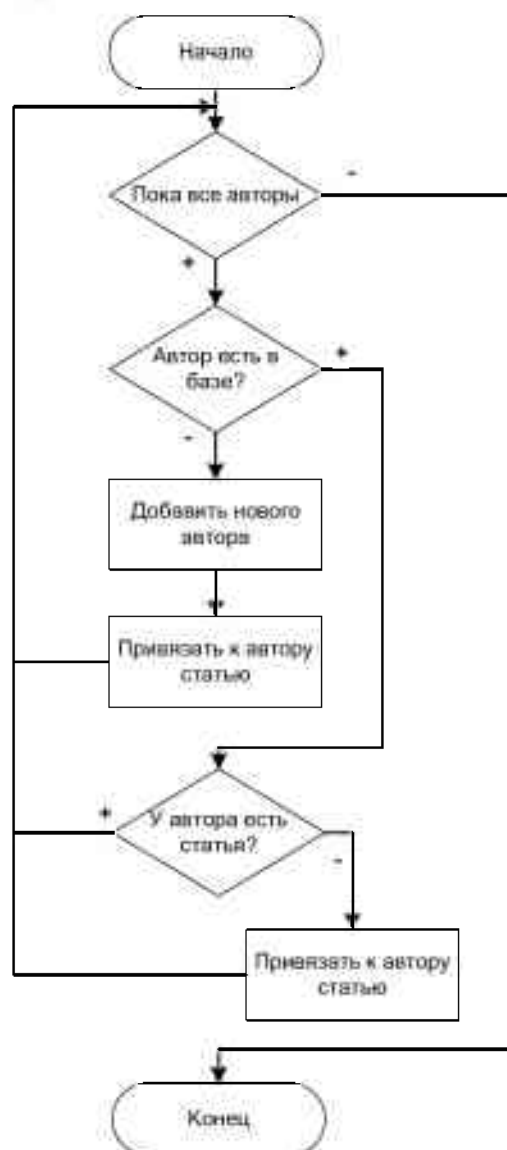 Начало
Пока все авторы
-
+
Автор есть в
базе?
+
-
Добавить нового
автора
Привязать к автору
статью
+
У автора есть
статья?
-
Привязать к автору
статью
Конец